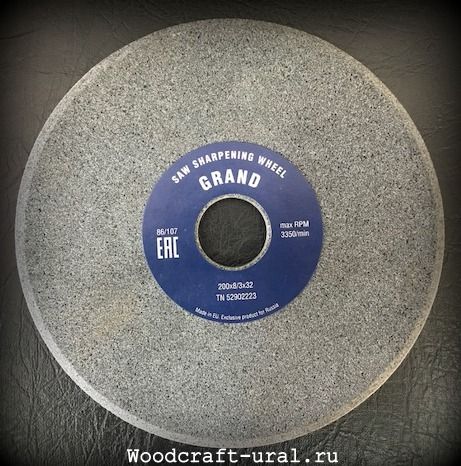 SAW SHARPENING WHEEL
GRAND
86/107
EAC
max RPM
3350/min
200x8/3x32
TN 52902223
Made in EU. Exclusive product for Russia
Woodcraft-ural.ru